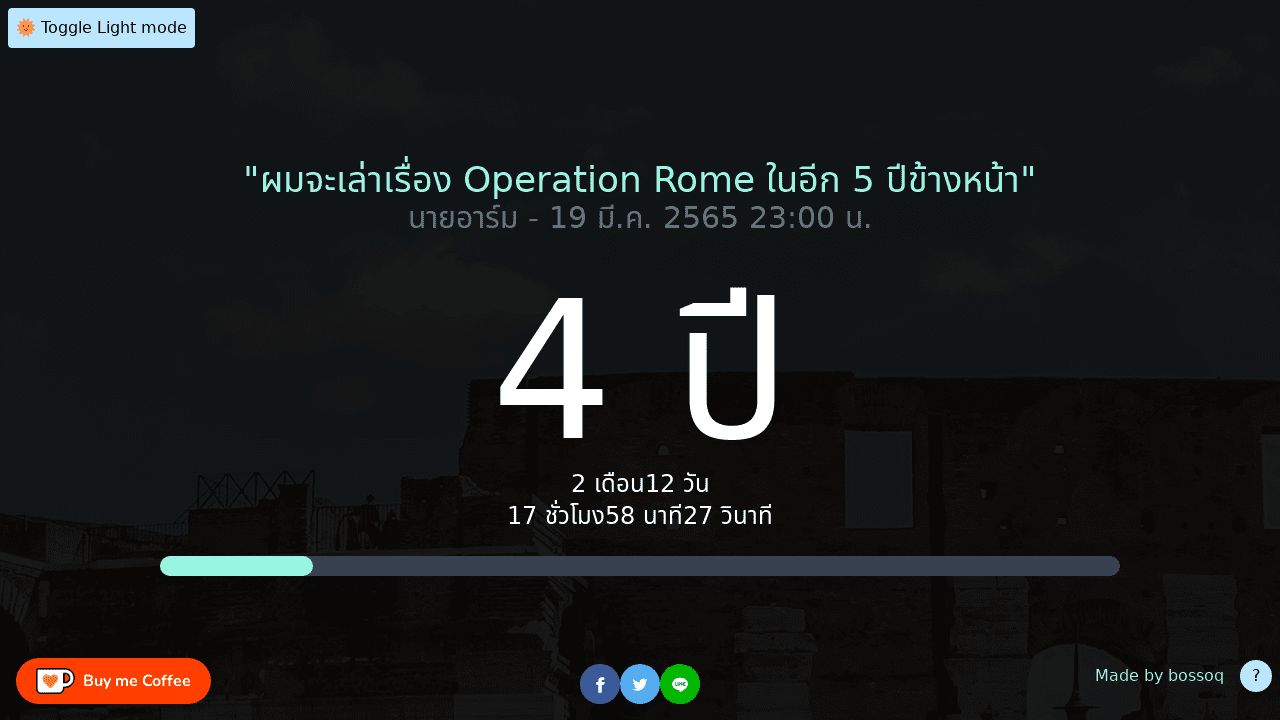 Toggle Light mode
"ผมจะเล่าเรื่อง Operation Rome ในอีก 5 ปีข้างหน้า"
นายอาร์ม - 19 มี.ค. 2565 23:00 น.
4 ปี
2 เดือน12 วัน
17 ชั่วโมง58 นาที27 วินาที
Buy me Coffee
LINE
Made by bossoq
?